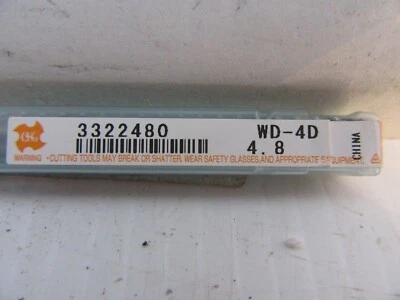 OSG
3322480 WD-4D
4.8
CHINA
WARNING •CUTTING TOOLS MAY BREAK OR SHATTER. WEAR SAFETY GLASSES,AND APPROPRIATE SAFETY EQUIPMENT